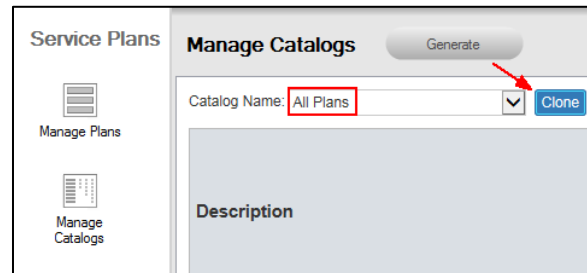 Service Plans
Manage Catalogs
Generate
Catalog Name: All Plans
Clone
Manage Plans
Description
Manage
Catalogs